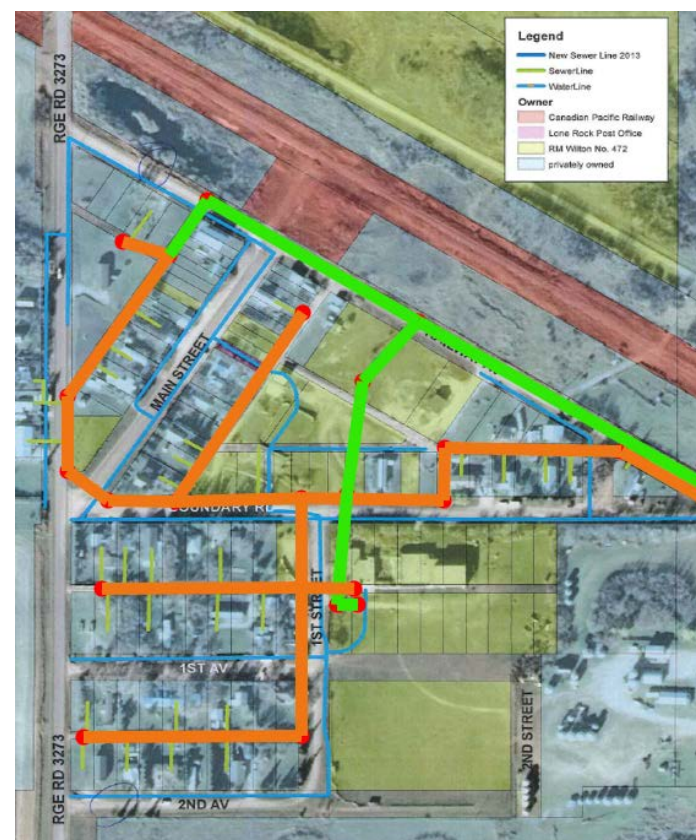 Legend
New Sewer Line 2013
SewerLine
WaterLine
Owner
Canadian Pacific Railway
Lone Rock Post Office
RM Wilton No. 472
privately owned
RGE RD 3273
MAIN STREET
BOUNDARY RD
1ST STREET
1ST AV
2ND STREET
RGE RD 3273
2ND AV